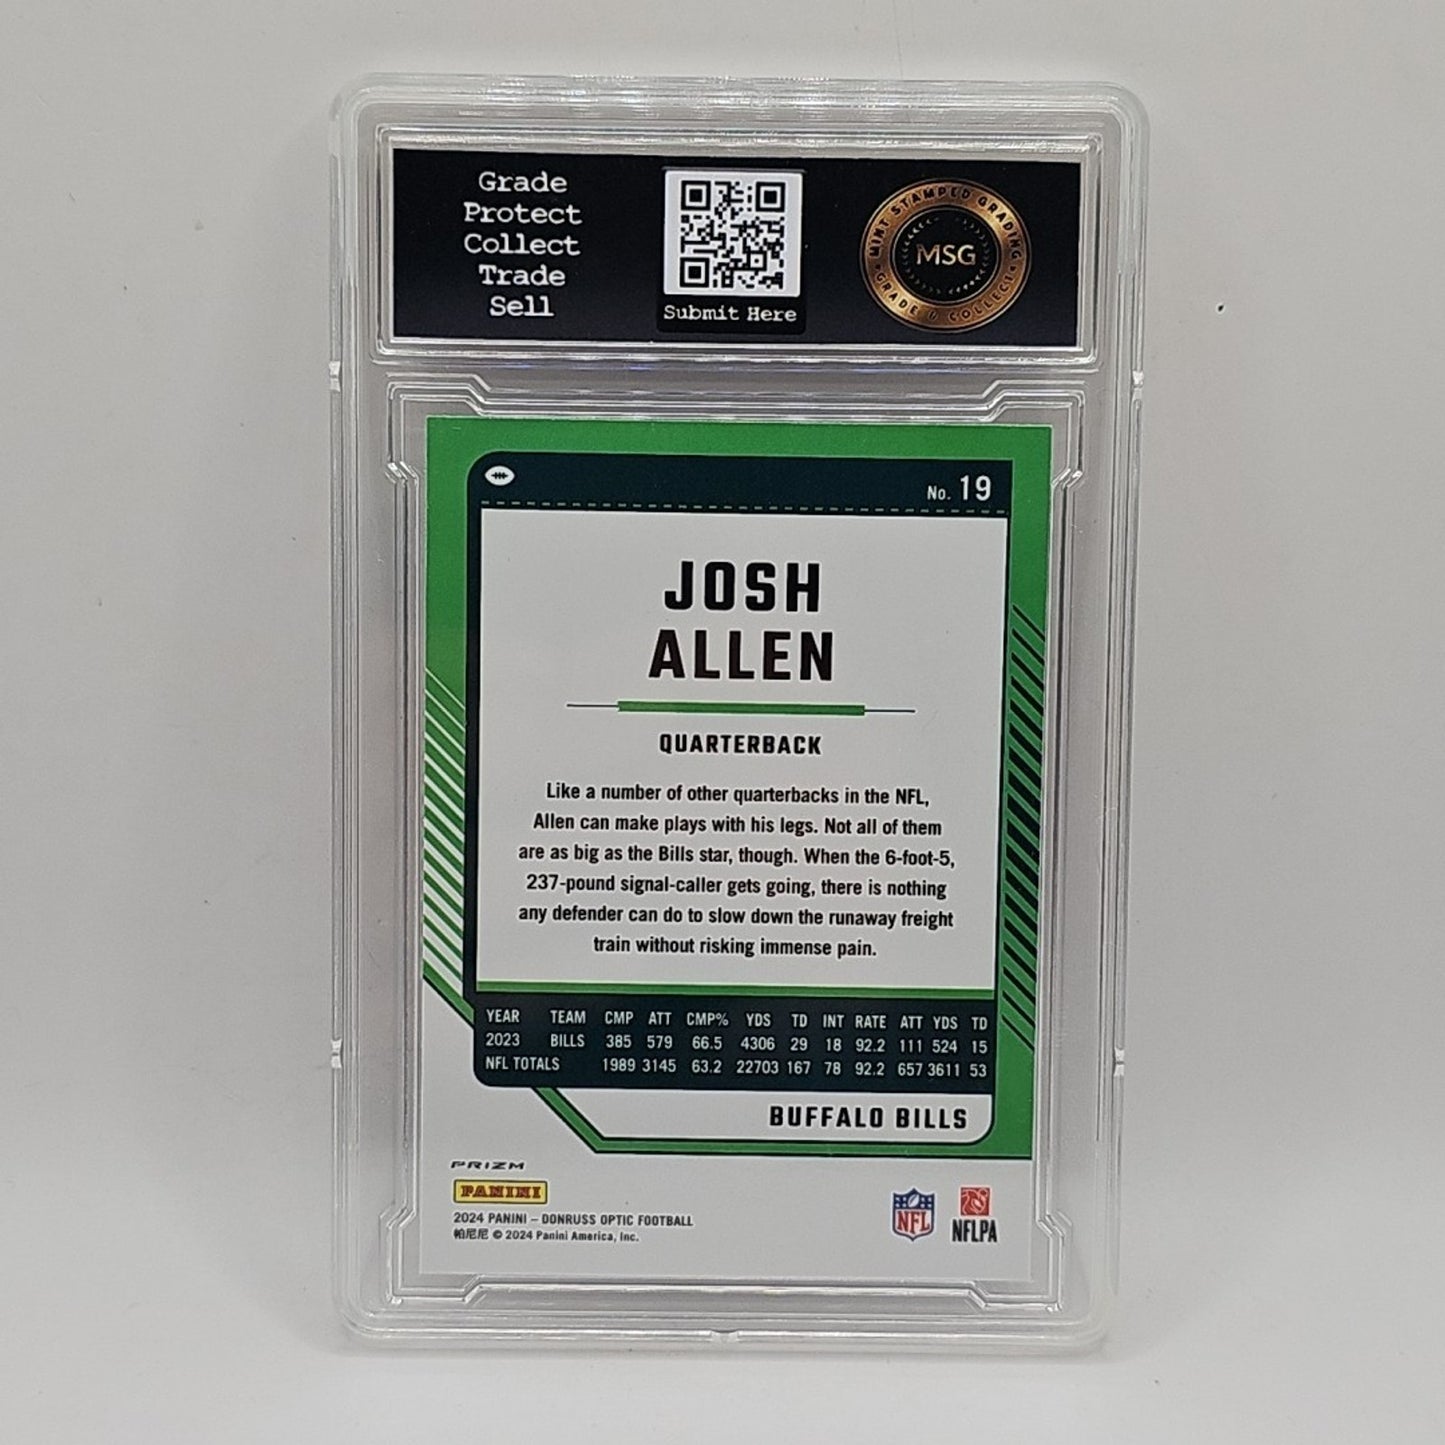 Grade
Protect
Collect
Trade
Sell
Submit Here
MINT STAMPED GRADING
MSG
GRADE & COLLECT
No. 19
JOSH
ALLEN
QUARTERBACK
Like a number of other quarterbacks in the NFL,
Allen can make plays with his legs. Not all of them
are as big as the Bills star, though. When the 6-foot-5,
237-pound signal-caller gets going, there is nothing
any defender can do to slow down the runaway freight
train without risking immense pain.
YEAR TEAM CMP ATT CMP% YDS TD INT RATE ATT YDS TD
2023 BILLS 385 579 66.5 4306 29 18 92.2 111 524 15
NFL TOTALS 1989 3145 63.2 22703 167 78 92.2 657 3611 53
BUFFALO BILLS
PRIZM
PANINI
2024 PANINI – DONRUSS OPTIC FOOTBALL
帕尼尼 © 2024 Panini America, Inc.
NFL
NFLPA